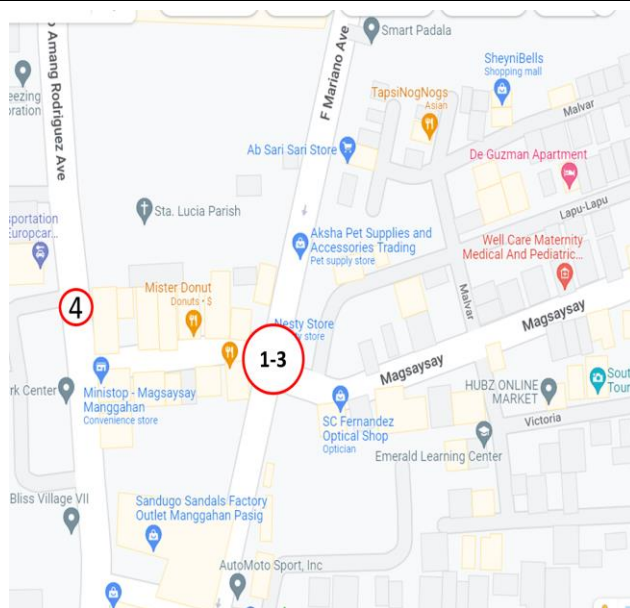 Smart Padala
SheyniBells
Shopping mall
F Mariano Ave
Amang Rodriguez Ave
eezing
oration
TapsiNogNogs
Asian
Malvar
Ab Sari Sari Store
De Guzman Apartment
Sta. Lucia Parish
Lapu-Lapu
sportation
Europcar...
Aksha Pet Supplies and
Accessories Trading
Pet supply store
Well Care Maternity
Medical And Pediatric...
Mister Donut
Donuts • $
Malvar
4
Magsaysay
Nesty Store
y store
1-3
Magsaysay
rk Center
Ministop - Magsaysay
Manggahan
Convenience store
HUBZ ONLINE
MARKET
Sout
Tour
SC Fernandez
Optical Shop
Optician
Victoria
Emerald Learning Center
Bliss Village VII
Sandugo Sandals Factory
Outlet Manggahan Pasig
AutoMoto Sport, Inc